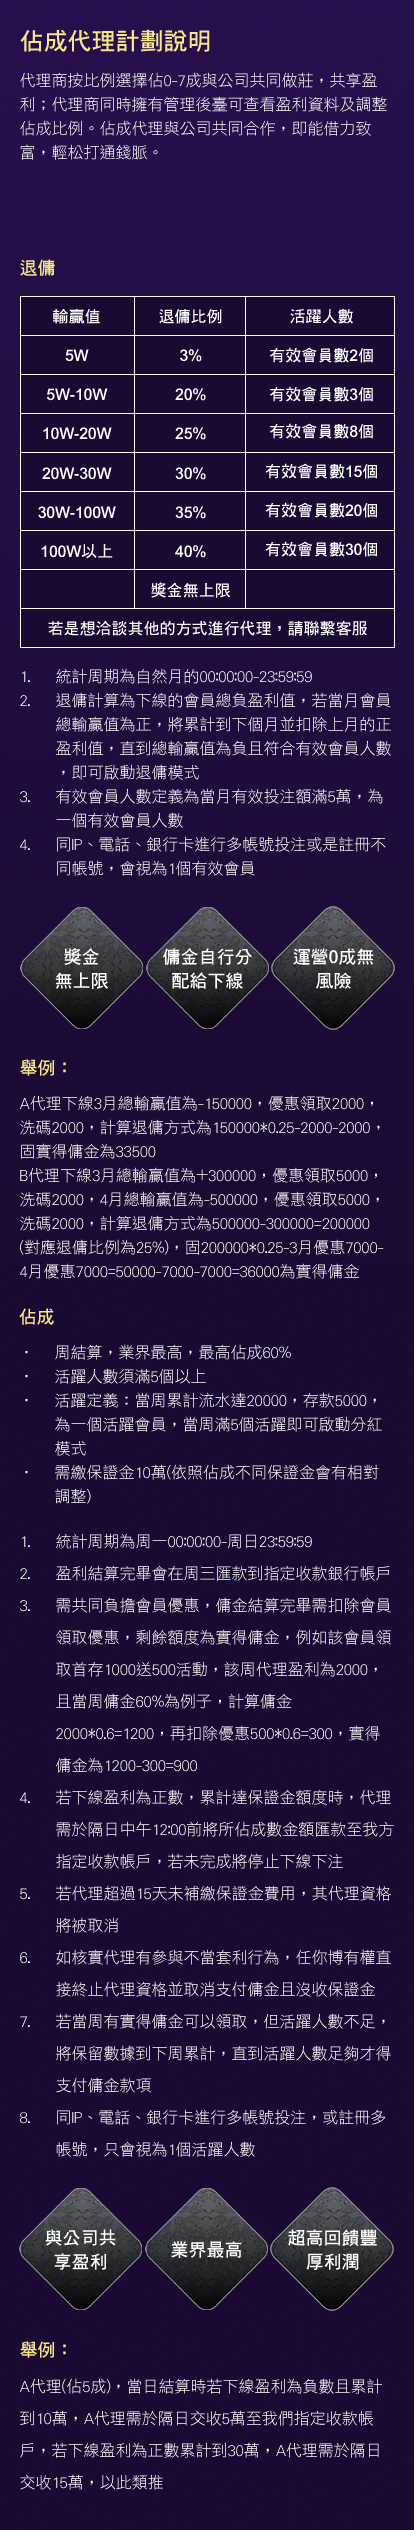 佔成代理計劃說明
代理商按比例選擇佔0-7成與公司共同做莊，共享盈
利；代理商同時擁有管理後臺可查看盈利資料及調整
佔成比例。佔成代理與公司共同合作，即能借力致
富，輕松打通錢脈。
退傭
輸贏值 退傭比例 活躍人數
5W 3% 有效會員數2個
5W-10W 20% 有效會員數3個
10W-20W 25% 有效會員數8個
20W-30W 30% 有效會員數15個
30W-100W 35% 有效會員數20個
100W以上 40% 有效會員數30個
獎金無上限
若是想洽談其他的方式進行代理，請聯繫客服
1. 統計周期為自然月的00:00:00-23:59:59
2. 退傭計算為下線的會員總負盈利值，若當月會員
總輸贏值為正，將累計到下個月並扣除上月的正
盈利值，直到總輸贏值為負且符合有效會員人數
，即可啟動退傭模式
3. 有效會員人數定義為當月有效投注額滿5萬，為
一個有效會員人數
4. 同IP、電話、銀行卡進行多帳號投注或是註冊不
同帳號，會視為1個有效會員
獎金
無上限
傭金自行分
配給下線
運營0成無
風險
舉例：
A代理下線3月總輸贏值為-150000，優惠領取2000，
洗碼2000，計算退傭方式為150000*0.25-2000-2000，
固實得傭金為33500
B代理下線3月總輸贏值為+300000，優惠領取5000，
洗碼2000，4月總輸贏值為-500000，優惠領取5000，
洗碼2000，計算退傭方式為500000-300000=200000
(對應退傭比例為25%)，固200000*0.25-3月優惠7000-
4月優惠7000=50000-7000-7000=36000為實得傭金
佔成
· 周結算，業界最高，最高佔成60%
· 活躍人數須滿5個以上
· 活躍定義：當周累計流水達20000，存款5000，
為一個活躍會員，當周滿5個活躍即可啟動分紅
模式
· 需繳保證金10萬(依照佔成不同保證金會有相對
調整)
1. 統計周期為周一00:00:00-周日23:59:59
2. 盈利結算完畢會在周三匯款到指定收款銀行帳戶
3. 需共同負擔會員優惠，傭金結算完畢需扣除會員
領取優惠，剩餘額度為實得傭金，例如該會員領
取首存1000送500活動，該周代理盈利為2000，
且當周傭金60%為例子，計算傭金
2000*0.6=1200，再扣除優惠500*0.6=300，實得
傭金為1200-300=900
4. 若下線盈利為正數，累計達保證金額度時，代理
需於隔日中午12:00前將所佔成數金額匯款至我方
指定收款帳戶，若未完成將停止下線下注
5. 若代理超過15天未補繳保證金費用，其代理資格
將被取消
6. 如核實代理有參與不當套利行為，任你博有權直
接終止代理資格並取消支付傭金且沒收保證金
7. 若當周有實得傭金可以領取，但活躍人數不足，
將保留數據到下周累計，直到活躍人數足夠才得
支付傭金款項
8. 同IP、電話、銀行卡進行多帳號投注，或註冊多
帳號，只會視為1個活躍人數
與公司共
享盈利
業界最高
超高回饋豐
厚利潤
舉例：
A代理(佔5成)，當日結算時若下線盈利為負數且累計
到10萬，A代理需於隔日交收5萬至我們指定收款帳
戶，若下線盈利為正數累計到30萬，A代理需於隔日
交收15萬，以此類推